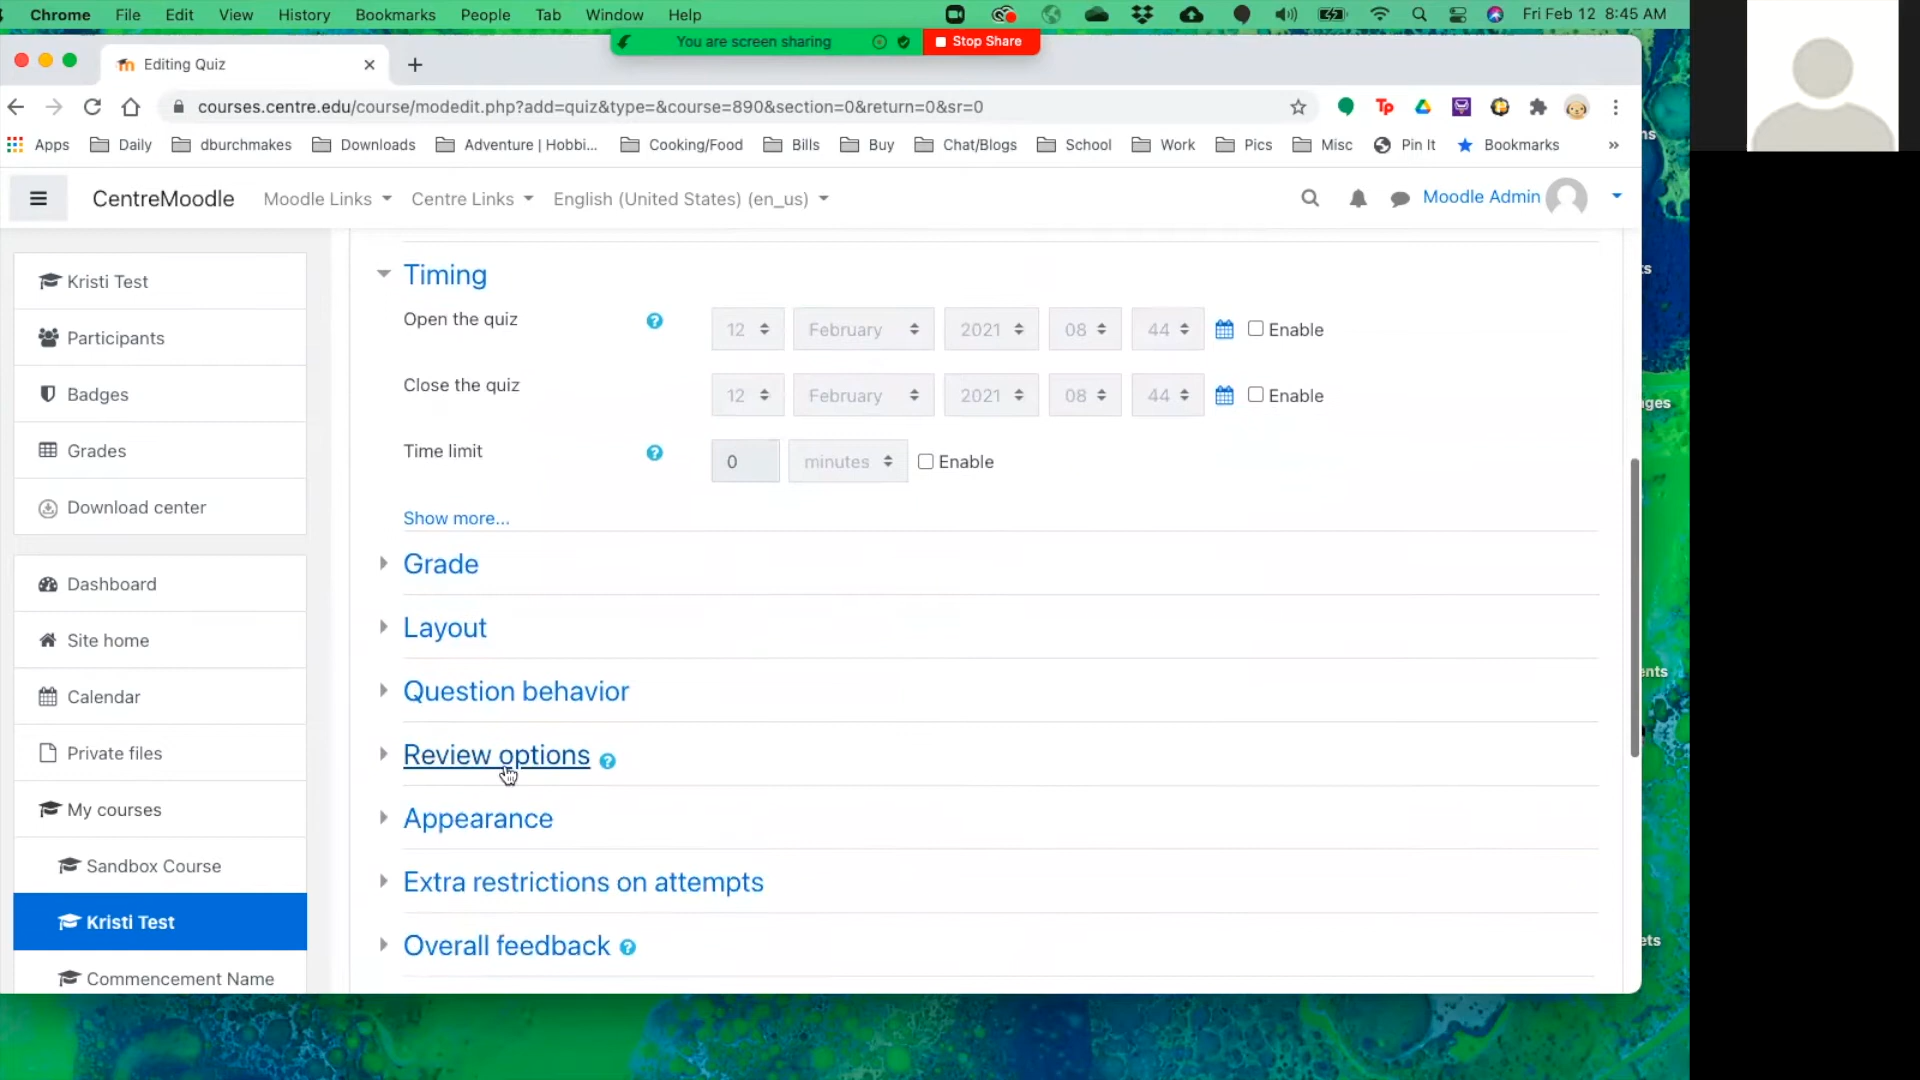 Chrome File Edit View History Bookmarks People Tab Window Help Fri Feb 12 8:45 AM
You are screen sharing Stop Share
Editing Quiz
courses.centre.edu/course/modedit.php?add=quiz&type=&course=890&section=0&return=0&sr=0
Apps Daily dburchmakes Downloads Adventure | Hobbi... Cooking/Food Bills Buy Chat/Blogs School Work Pics Misc Pin It Bookmarks »
CentreMoodle Moodle Links Centre Links English (United States) (en_us) Moodle Admin
Kristi Test
Participants
Badges
Grades
Download center
Dashboard
Site home
Calendar
Private files
My courses
Sandbox Course
Kristi Test
Commencement Name
Timing
Open the quiz ? 12 February 2021 08 44 Enable
Close the quiz 12 February 2021 08 44 Enable
Time limit ? 0 minutes Enable
Show more...
Grade
Layout
Question behavior
Review options ?
Appearance
Extra restrictions on attempts
Overall feedback ?